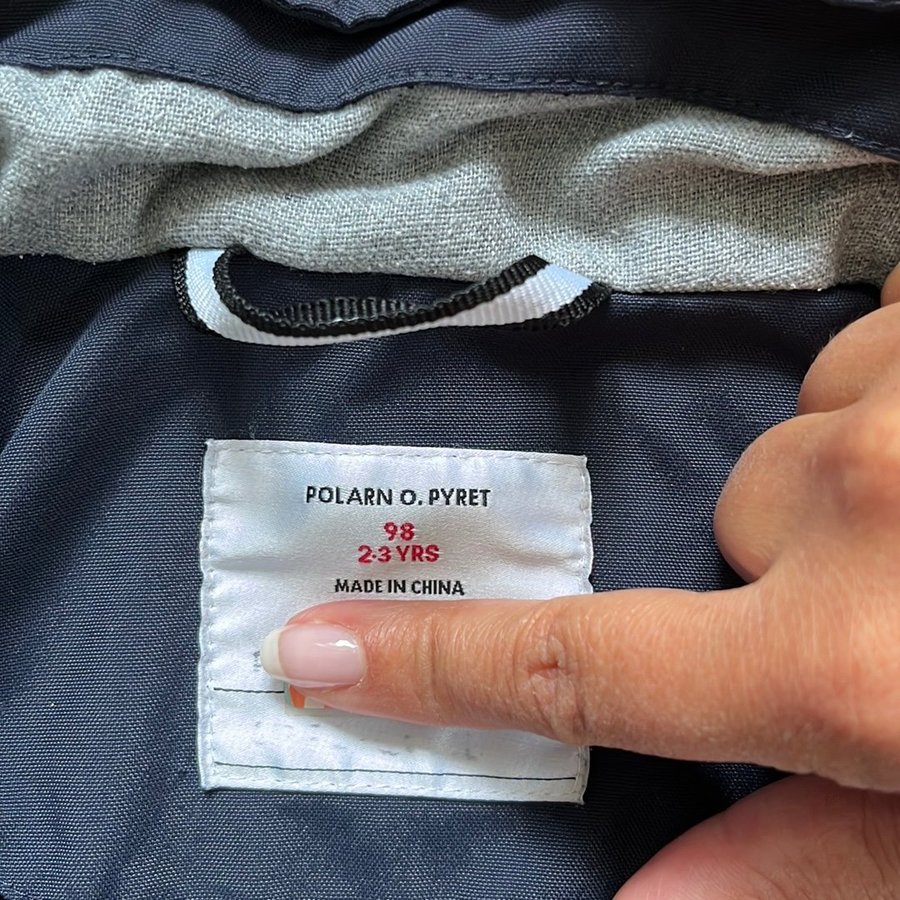 POLARN O. PYRET
98
2-3 YRS
MADE IN CHINA